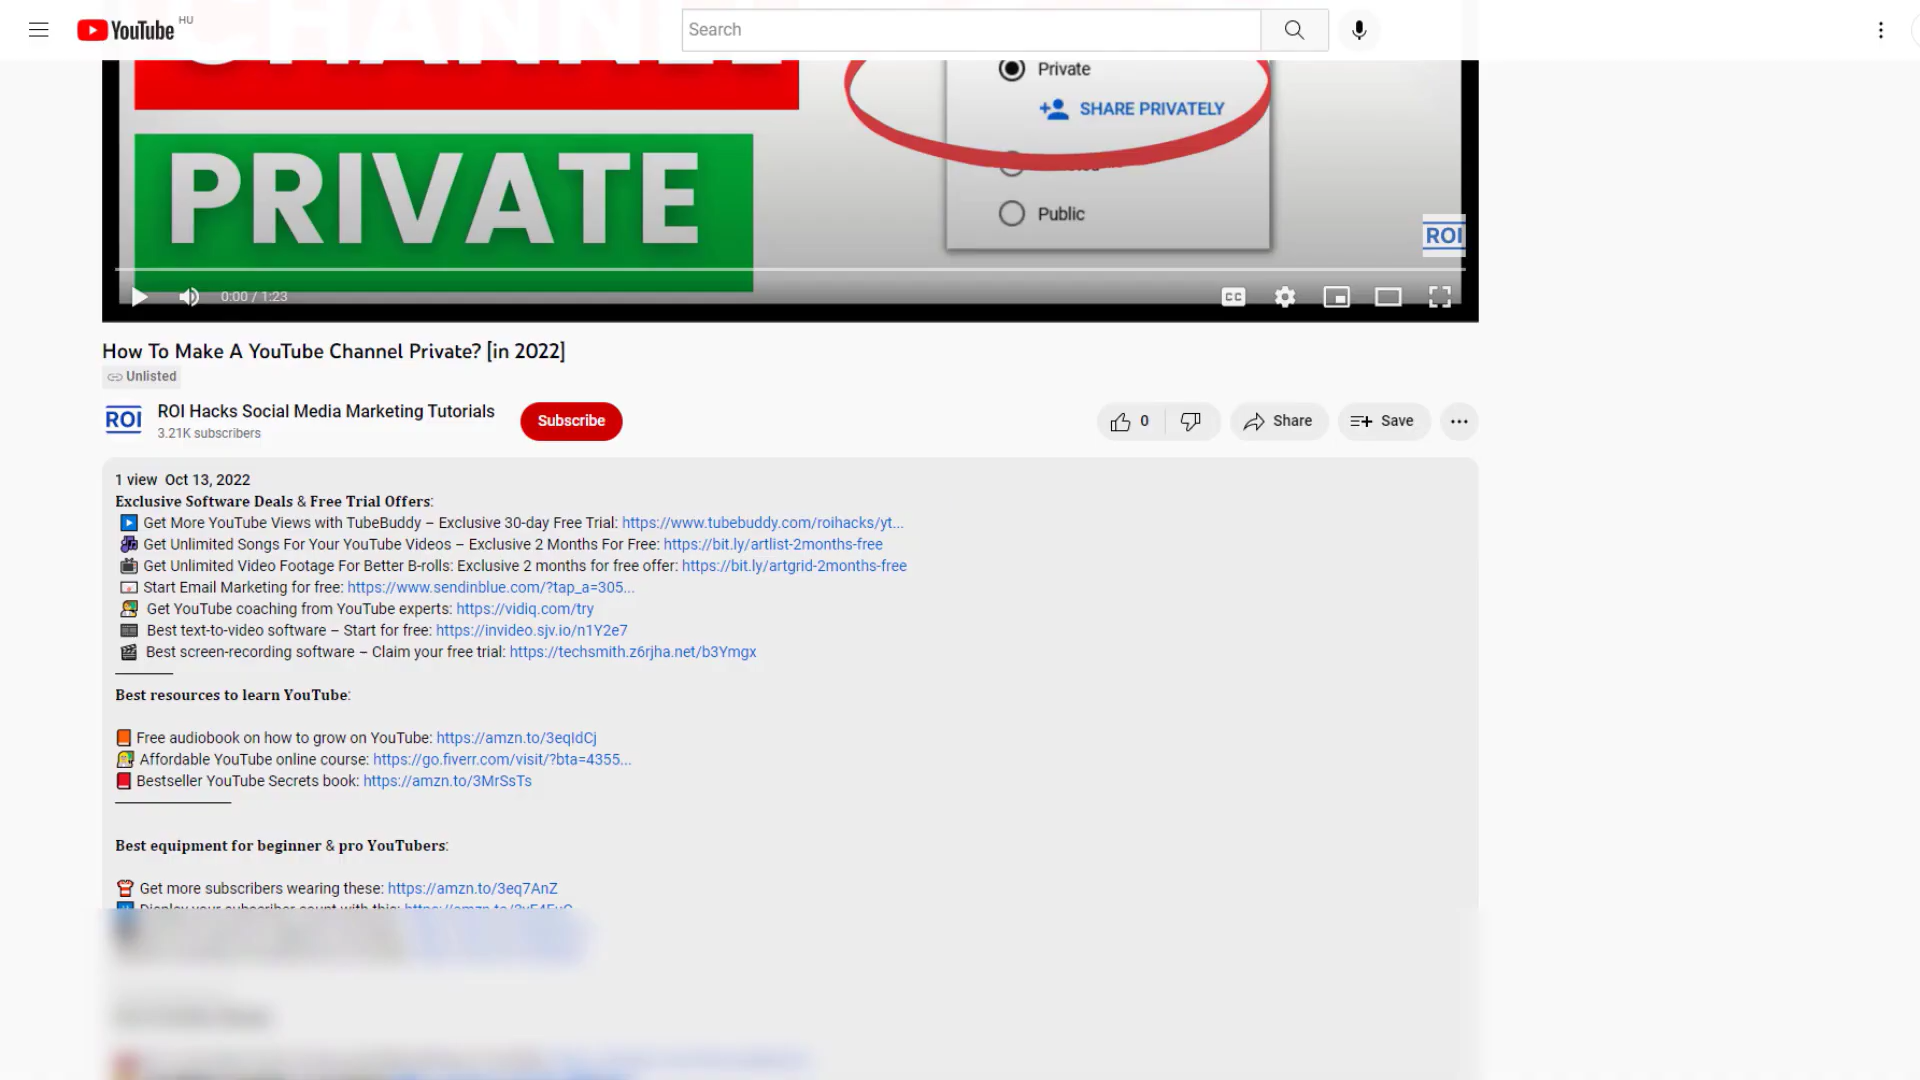 YouTube HU
Search
CHANNEL
PRIVATE
Private
SHARE PRIVATELY
Public
ROI
0:00 / 1:23
CC
How To Make A YouTube Channel Private? [in 2022]
Unlisted
ROI
ROI Hacks Social Media Marketing Tutorials
3.21K subscribers
Subscribe
0
Share
Save
1 view Oct 13, 2022
Exclusive Software Deals & Free Trial Offers:
Get More YouTube Views with TubeBuddy – Exclusive 30-day Free Trial: https://www.tubebuddy.com/roihacks/yt...
Get Unlimited Songs For Your YouTube Videos – Exclusive 2 Months For Free: https://bit.ly/artlist-2months-free
Get Unlimited Video Footage For Better B-rolls: Exclusive 2 months for free offer: https://bit.ly/artgrid-2months-free
Start Email Marketing for free: https://www.sendinblue.com/?tap_a=305...
Get YouTube coaching from YouTube experts: https://vidiq.com/try
Best text-to-video software – Start for free: https://invideo.sjv.io/n1Y2e7
Best screen-recording software – Claim your free trial: https://techsmith.z6rjha.net/b3Ymgx
Best resources to learn YouTube:
Free audiobook on how to grow on YouTube: https://amzn.to/3eqIdCj
Affordable YouTube online course: https://go.fiverr.com/visit/?bta=4355...
Bestseller YouTube Secrets book: https://amzn.to/3MrSsTs
Best equipment for beginner & pro YouTubers:
Get more subscribers wearing these: https://amzn.to/3eq7AnZ
Display your subscriber count with this: